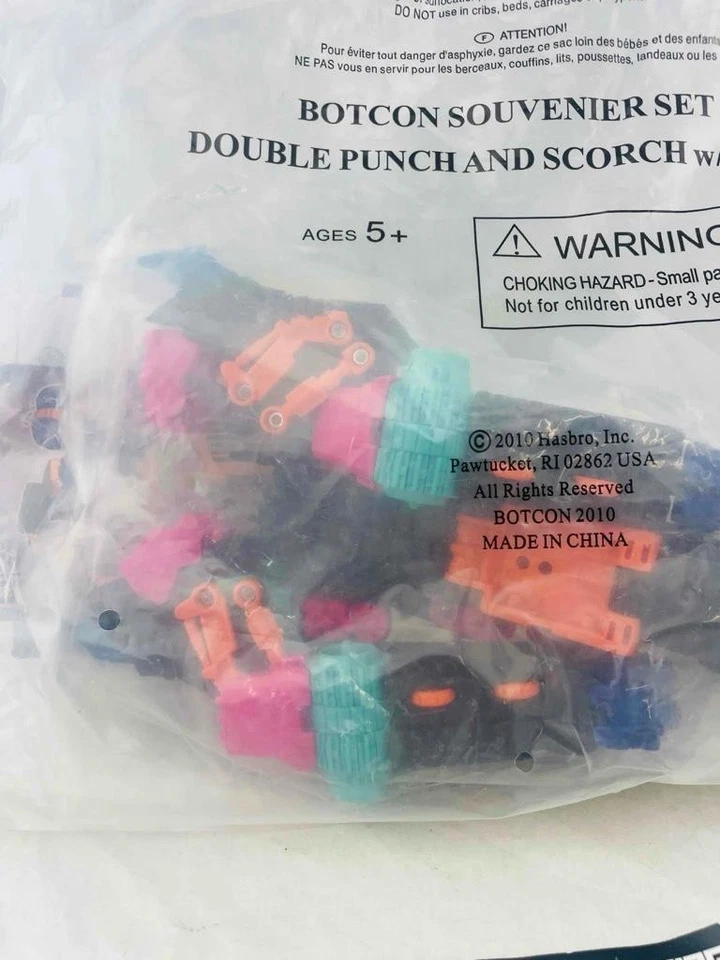 DO NOT use in cribs, beds,
F ATTENTION!
Pour éviter tout danger d'asphyxie, gardez ce sac loin des bébés et des enfants
NE PAS vous en servir pour les berceaux, couffins, lits, poussettes, landeaux ou les
BOTCON SOUVENIER SET
DOUBLE PUNCH AND SCORCH W/
AGES 5+
WARNING
CHOKING HAZARD - Small pa
Not for children under 3 ye
© 2010 Hasbro, Inc.
Pawtucket, RI 02862 USA
All Rights Reserved
BOTCON 2010
MADE IN CHINA